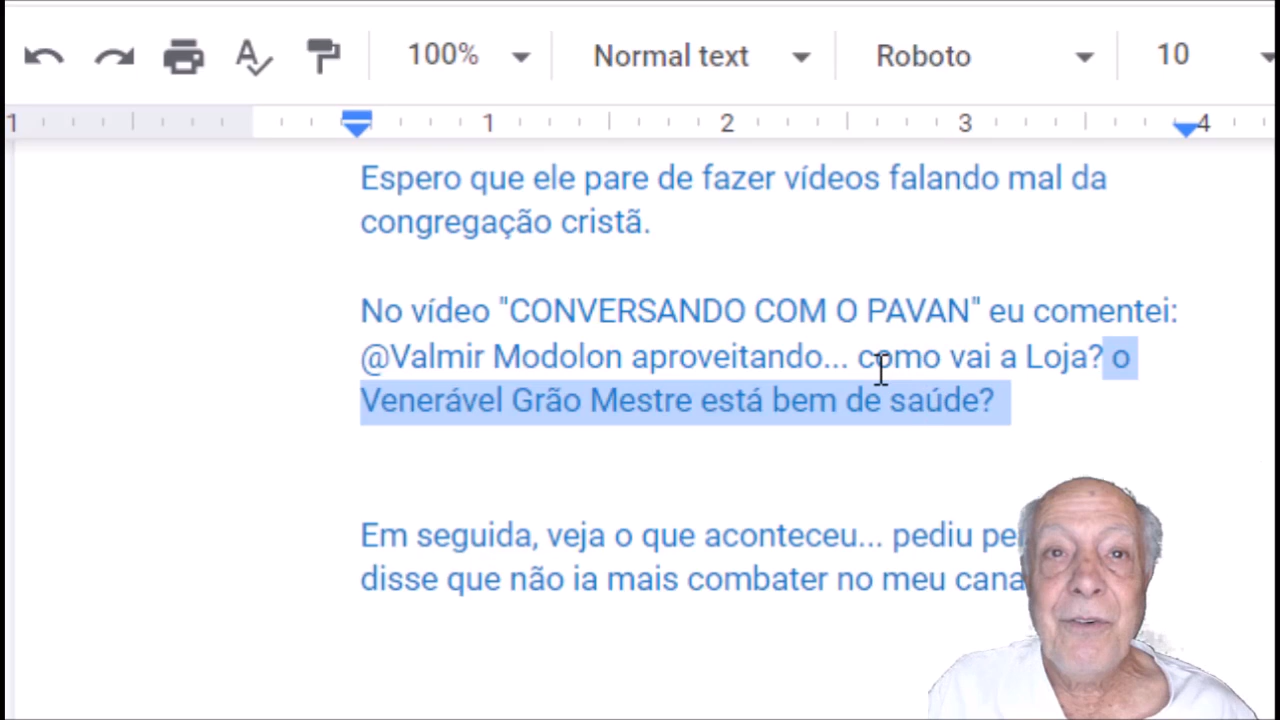 100% Normal text Roboto 10
1 1 2 3 4
Espero que ele pare de fazer vídeos falando mal da
congregação cristã.
No vídeo "CONVERSANDO COM O PAVAN" eu comentei:
@Valmir Modolon aproveitando... como vai a Loja? o
Venerável Grão Mestre está bem de saúde?
Em seguida, veja o que aconteceu... pediu
disse que não ia mais combater no meu